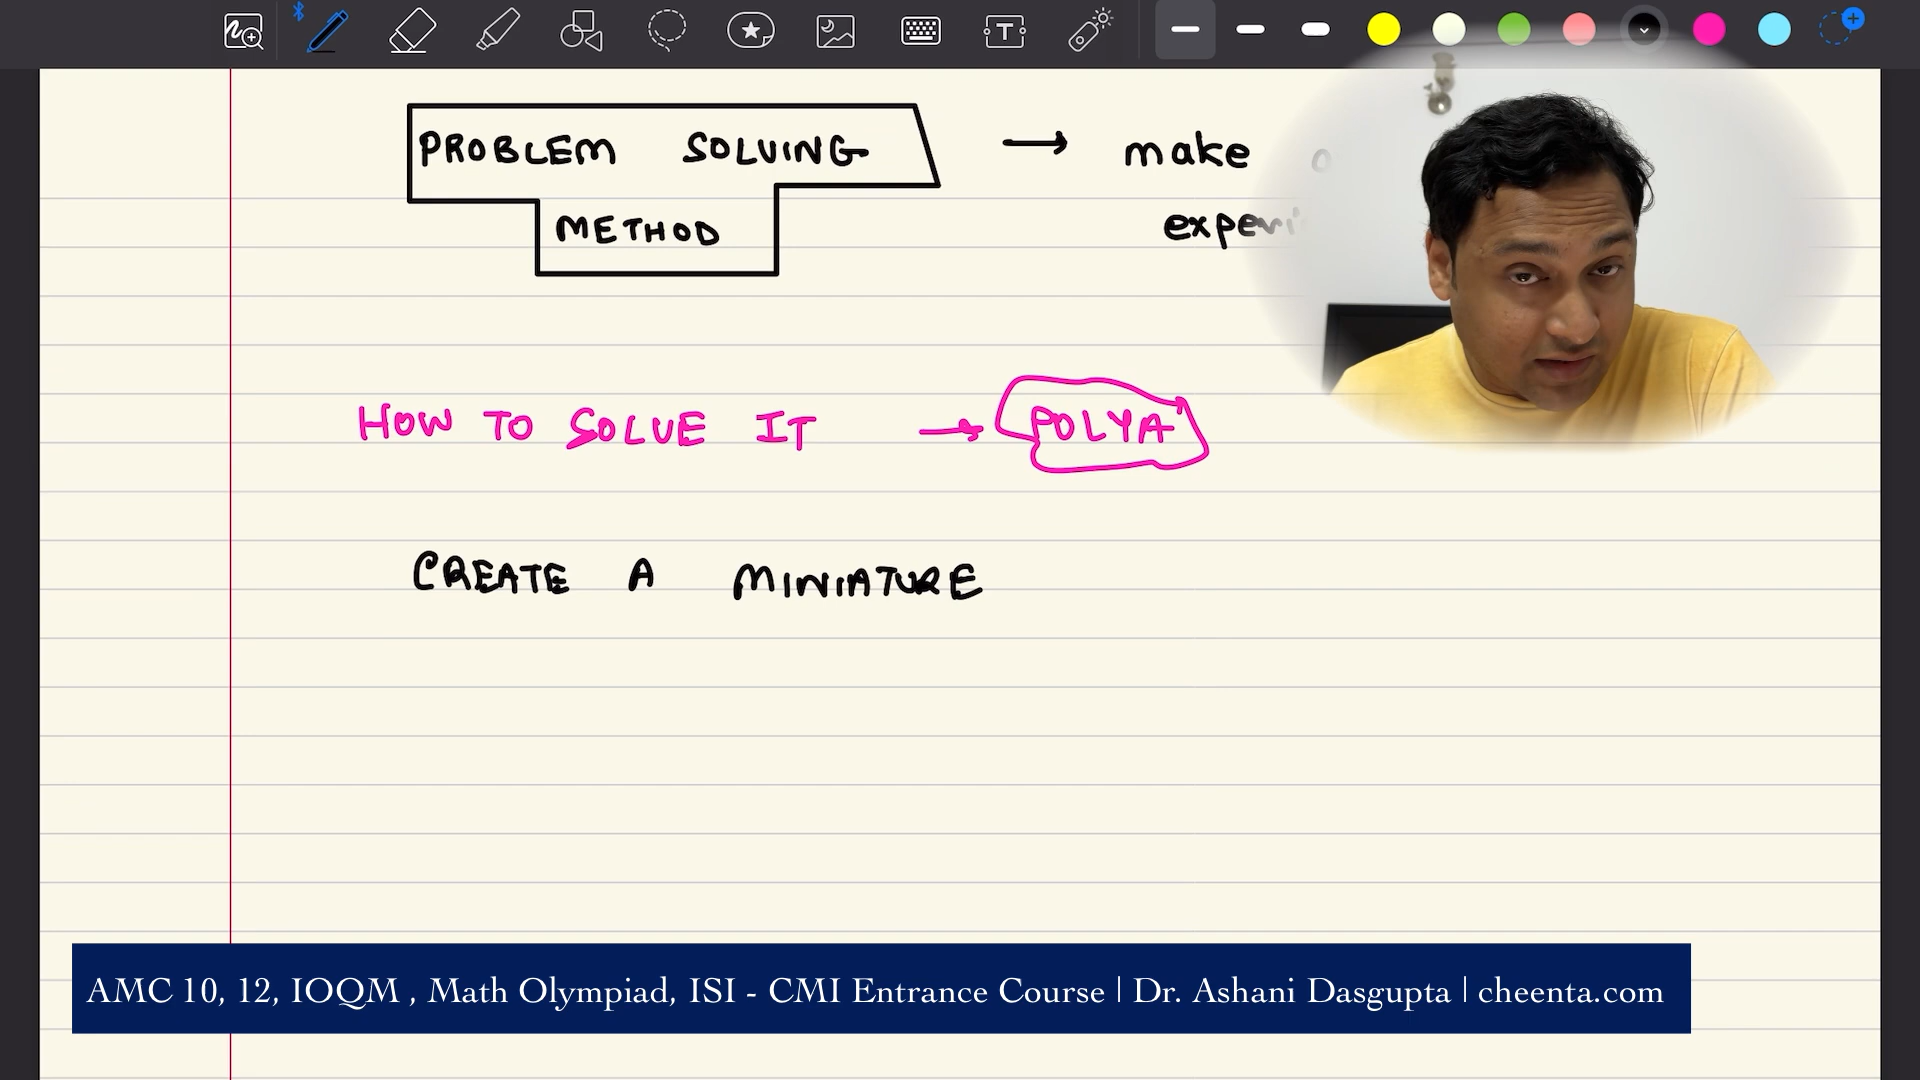 PROBLEM SOLVING → make
METHOD
HOW TO SOLVE IT → POLYA
CREATE A MINIATURE
AMC 10, 12, IOQM , Math Olympiad, ISI - CMI Entrance Course | Dr. Ashani Dasgupta | cheenta.com